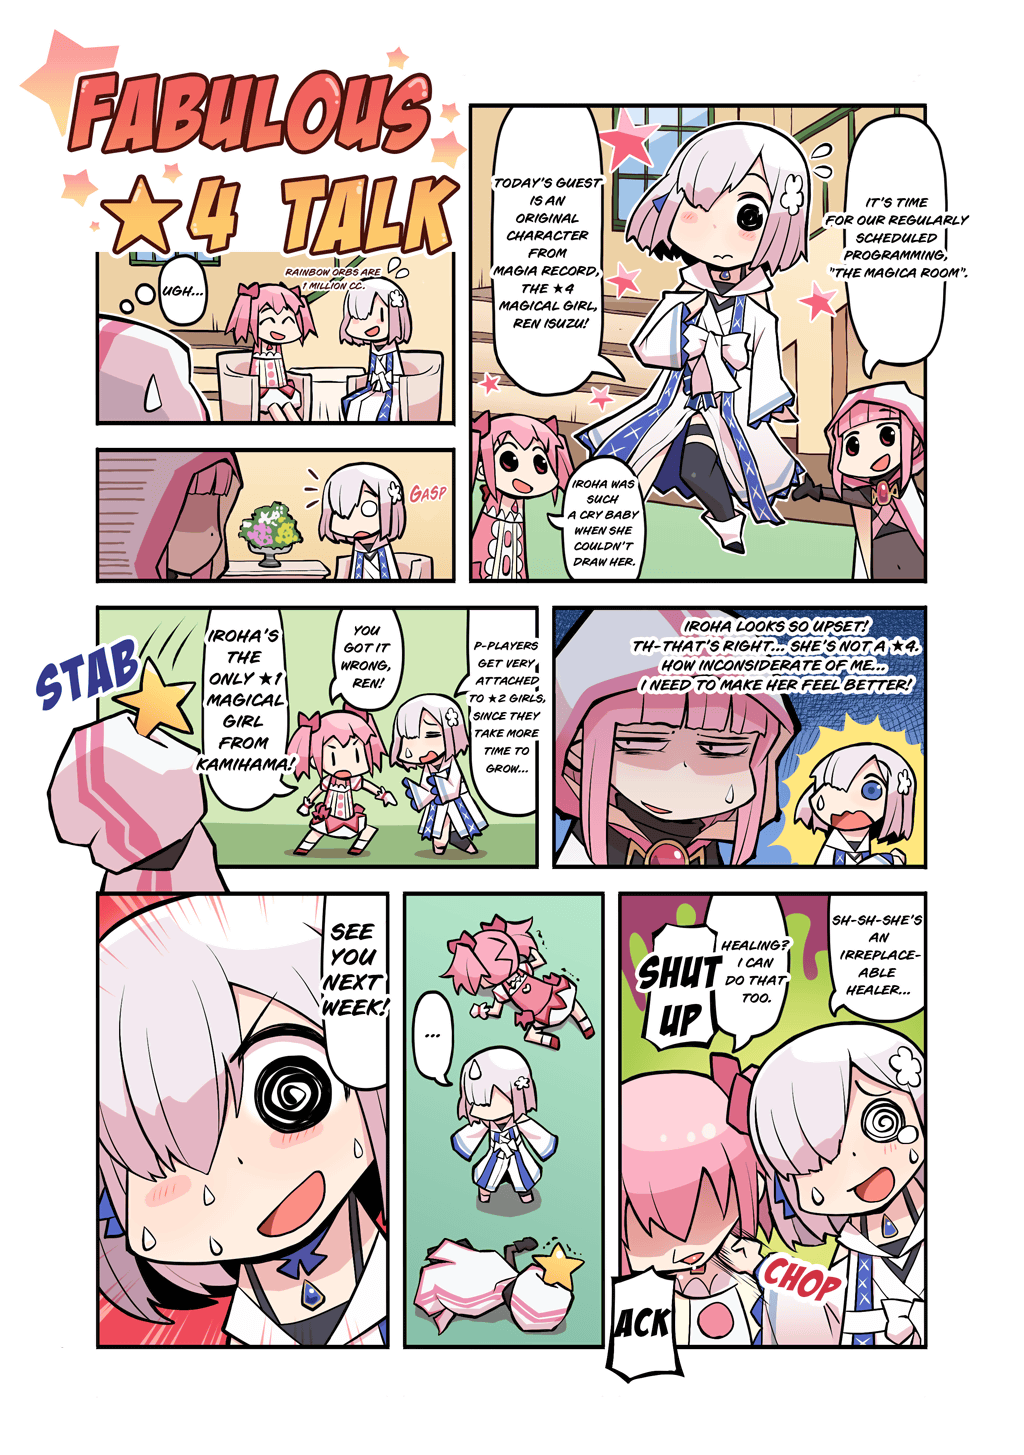 FABULOUS
★4 TALK
IT'S TIME
FOR OUR REGULARLY
SCHEDULED
PROGRAMMING,
"THE MAGICA ROOM".
TODAY'S GUEST
IS AN
ORIGINAL
CHARACTER
FROM
MAGIA RECORD,
THE ★4
MAGICAL GIRL,
REN ISUZU!
IROHA WAS
SUCH
A CRY BABY
WHEN SHE
COULDN'T
DRAW HER.
RAINBOW ORBS ARE
1 MILLION CC.
UGH...
GASP
IROHA LOOKS SO UPSET!
TH-THAT'S RIGHT... SHE'S NOT A ★4.
HOW INCONSIDERATE OF ME...
I NEED TO MAKE HER FEEL BETTER!
P-PLAYERS
GET VERY
ATTACHED
TO ★2 GIRLS,
SINCE THEY
TAKE MORE
TIME TO
GROW...
YOU
GOT IT
WRONG,
REN!
IROHA'S
THE
ONLY ★1
MAGICAL
GIRL
FROM
KAMIHAMA!
STAB
SH-SH-SHE'S
AN
IRREPLACE-
ABLE
HEALER...
HEALING?
I CAN
DO THAT
TOO.
SHUT
UP
CHOP
ACK
...
SEE
YOU
NEXT
WEEK!